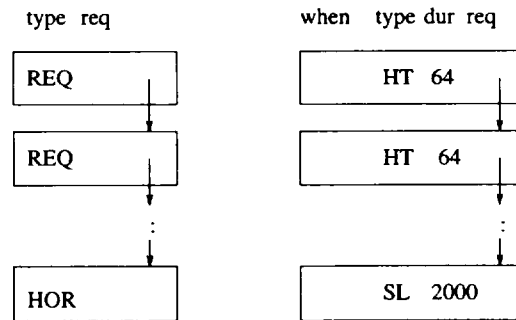 type req
when type dur req
REQ
HT 64
REQ
HT 64
:
:
HOR
SL 2000